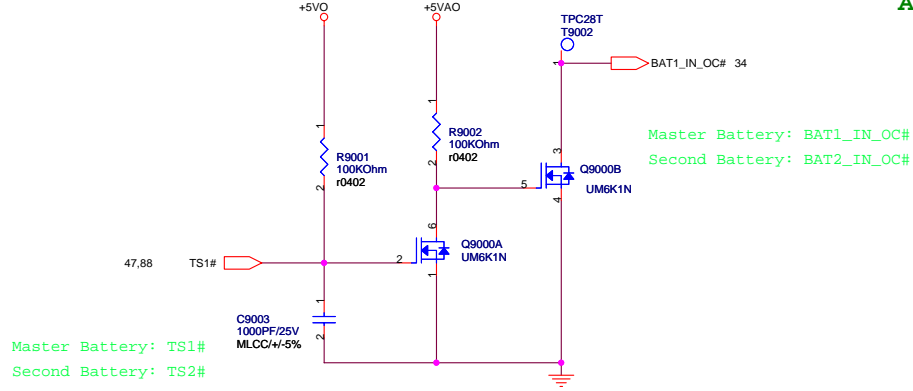 +5VO
+5VAO
TPC28T
T9002
A
1
BAT1_IN_OC# 34
1
R9001
100KOhm
r0402
2
1
R9002
100KOhm
r0402
2
Master Battery: BAT1_IN_OC#
Second Battery: BAT2_IN_OC#
3
5
Q9000B
UM6K1N
4
6
Q9000A
UM6K1N
2
1
47,88
TS1#
1
C9003
1000PF/25V
MLCC/+/-5%
2
Master Battery: TS1#
Second Battery: TS2#